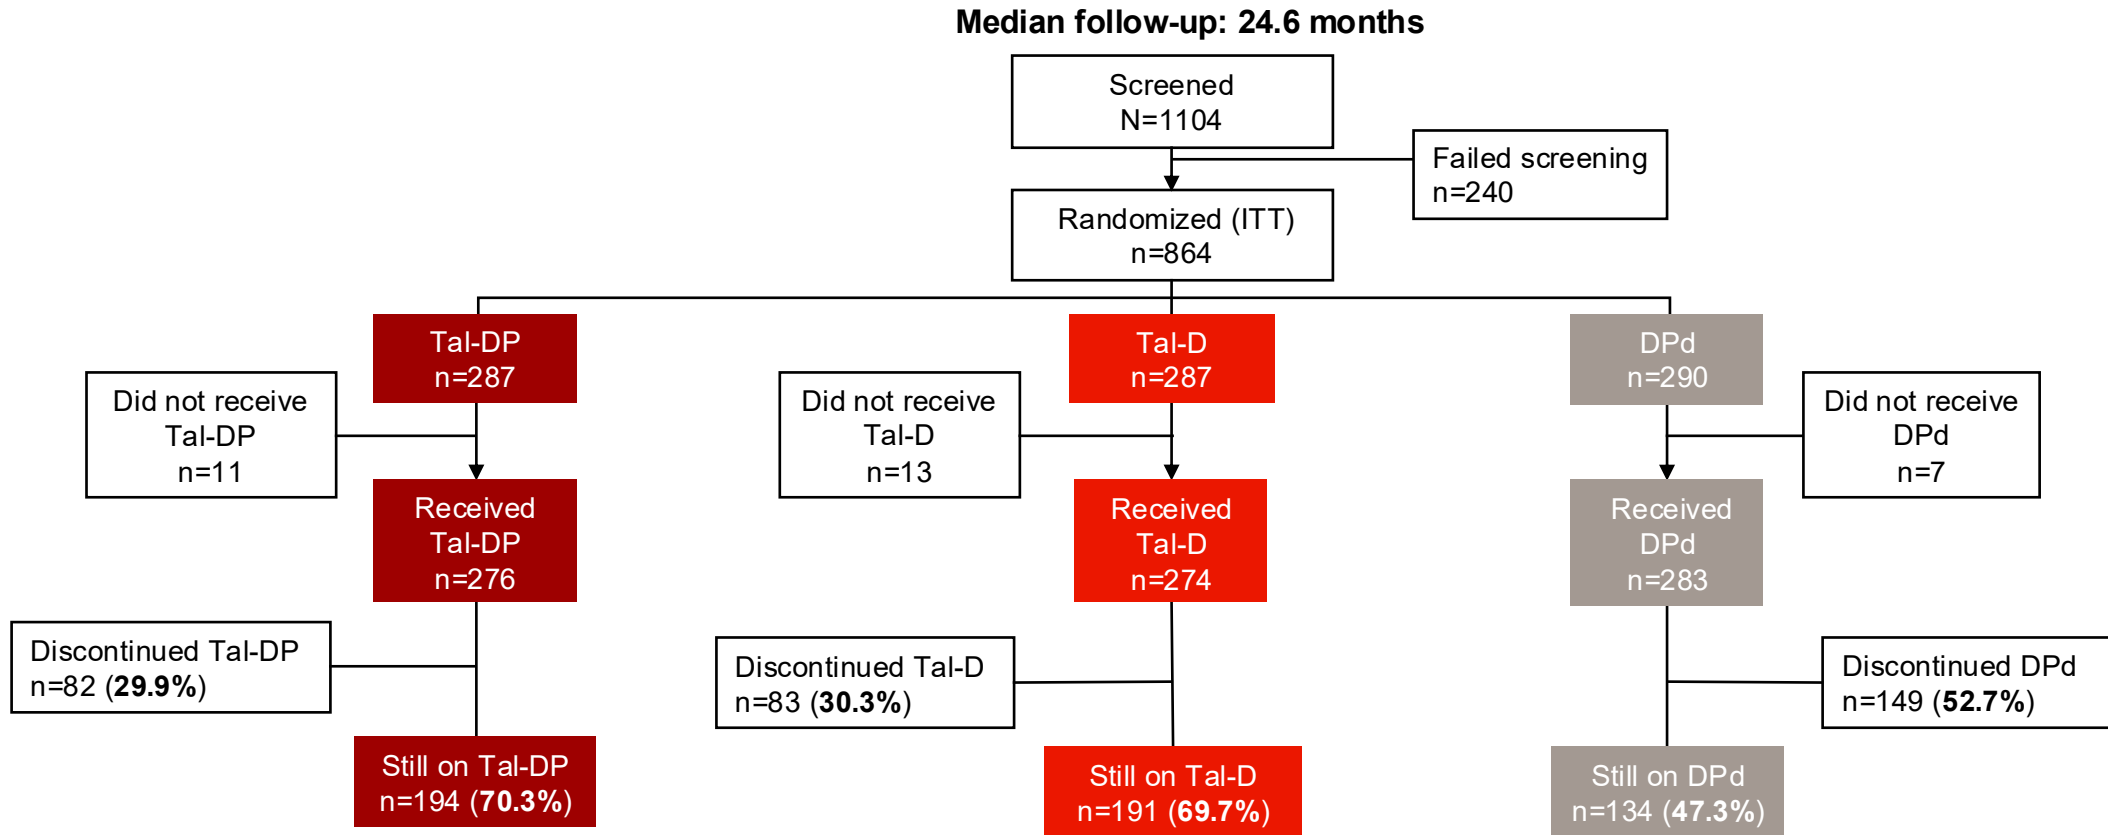 Median follow-up: 24.6 months
Screened
N=1104
Failed screening
n=240
Randomized (ITT)
n=864
Tal-DP
n=287
Tal-D
n=287
DPd
n=290
Did not receive
Tal-DP
n=11
Did not receive
Tal-D
n=13
Did not receive
DPd
n=7
Received
Tal-DP
n=276
Received
Tal-D
n=274
Received
DPd
n=283
Discontinued Tal-DP
n=82 (29.9%)
Discontinued Tal-D
n=83 (30.3%)
Discontinued DPd
n=149 (52.7%)
Still on Tal-DP
n=194 (70.3%)
Still on Tal-D
n=191 (69.7%)
Still on DPd
n=134 (47.3%)